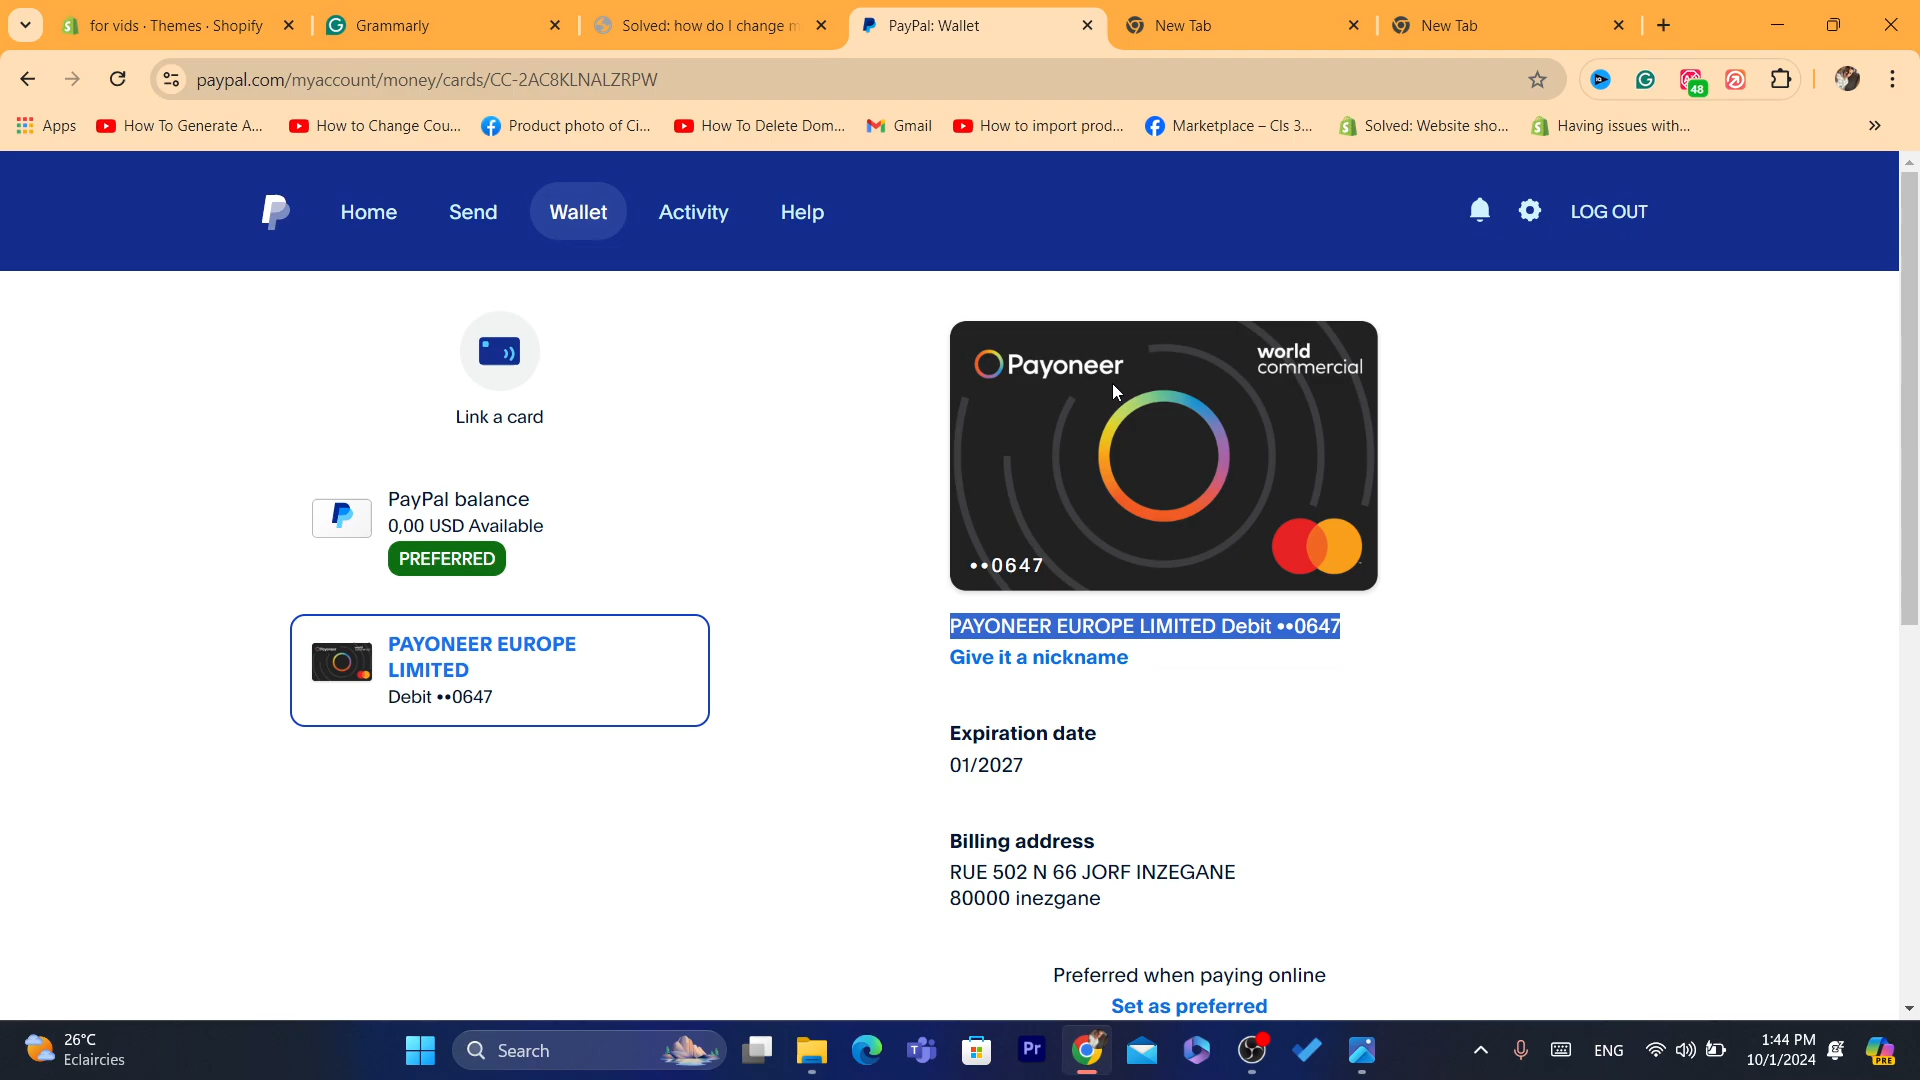 for vids · Themes · Shopify
Grammarly
Solved: how do I change m
PayPal: Wallet
New Tab
New Tab
paypal.com/myaccount/money/cards/CC-2AC8KLNALZRPW
48
Apps
How To Generate A...
How to Change Cou...
Product photo of Ci...
How To Delete Dom...
Gmail
How to import prod...
Marketplace – Cls 3...
Solved: Website sho...
Having issues with...
Home
Send
Wallet
Activity
Help
LOG OUT
Link a card
PayPal balance
0,00 USD Available
PREFERRED
PAYONEER EUROPE
LIMITED
Debit ••0647
Payoneer
world
commercial
••0647
PAYONEER EUROPE LIMITED Debit ••0647
Give it a nickname
Expiration date
01/2027
Billing address
RUE 502 N 66 JORF INZEGANE
80000 inezgane
Preferred when paying online
Set as preferred
26°C
Eclaircies
Search
Pr
ENG
1:44 PM
10/1/2024
PRE